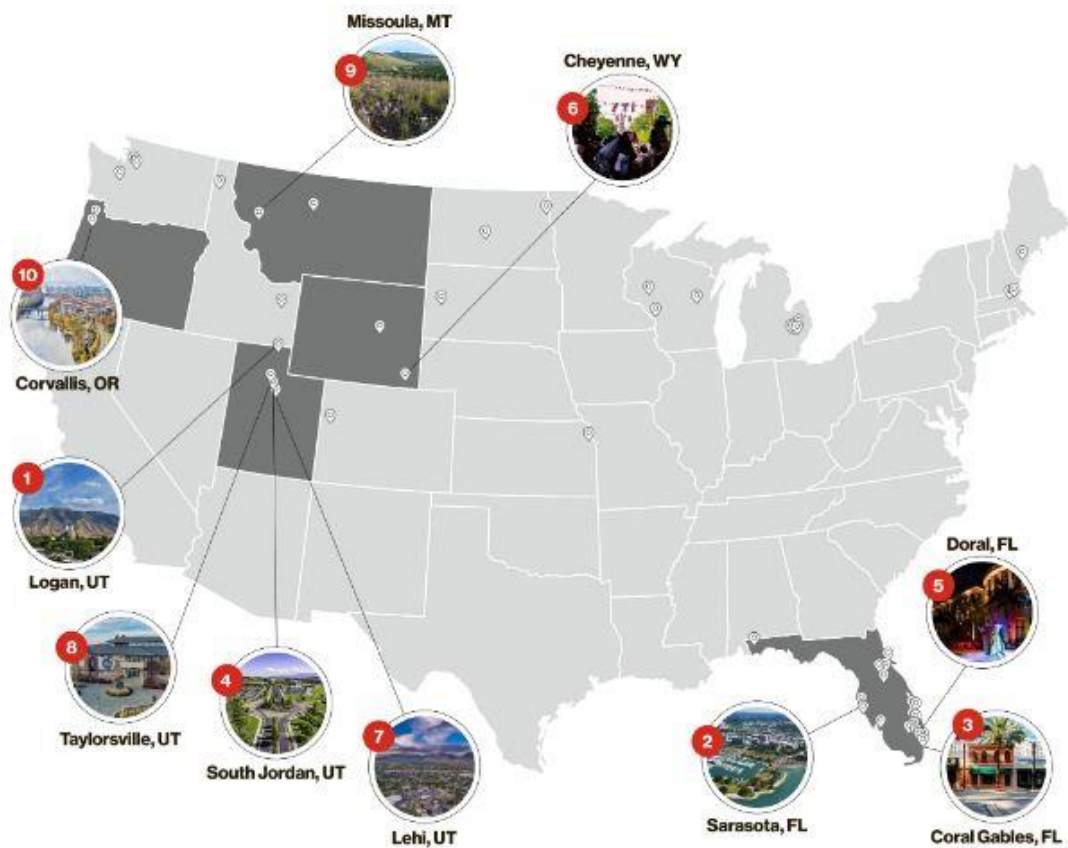 Missoula, MT
9
Cheyenne, WY
6
10
Corvallis, OR
1
Logan, UT
Doral, FL
5
8
Taylorsville, UT
4
South Jordan, UT
7
Lehi, UT
2
Sarasota, FL
3
Coral Gables, FL